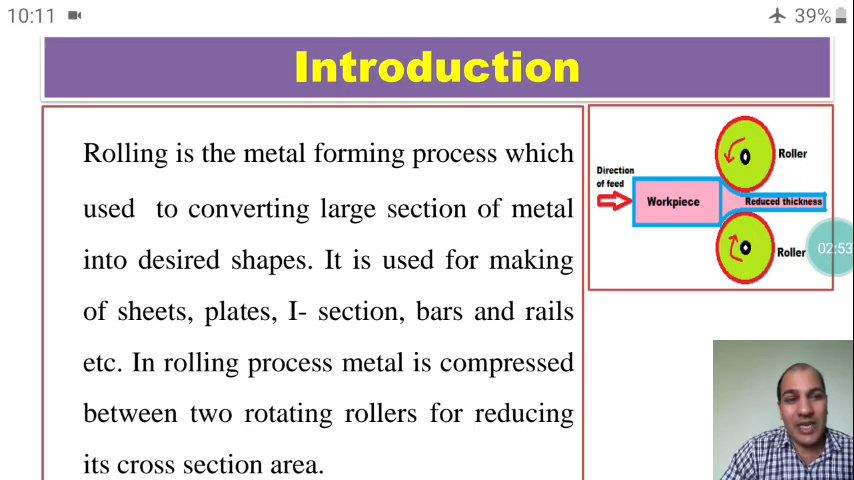 10:11
39%
Introduction
Rolling is the metal forming process which
used to converting large section of metal
into desired shapes. It is used for making
of sheets, plates, I- section, bars and rails
etc. In rolling process metal is compressed
between two rotating rollers for reducing
its cross section area.
Roller
Direction
of feed
Workpiece
Reduced thickness
Roller
02:53